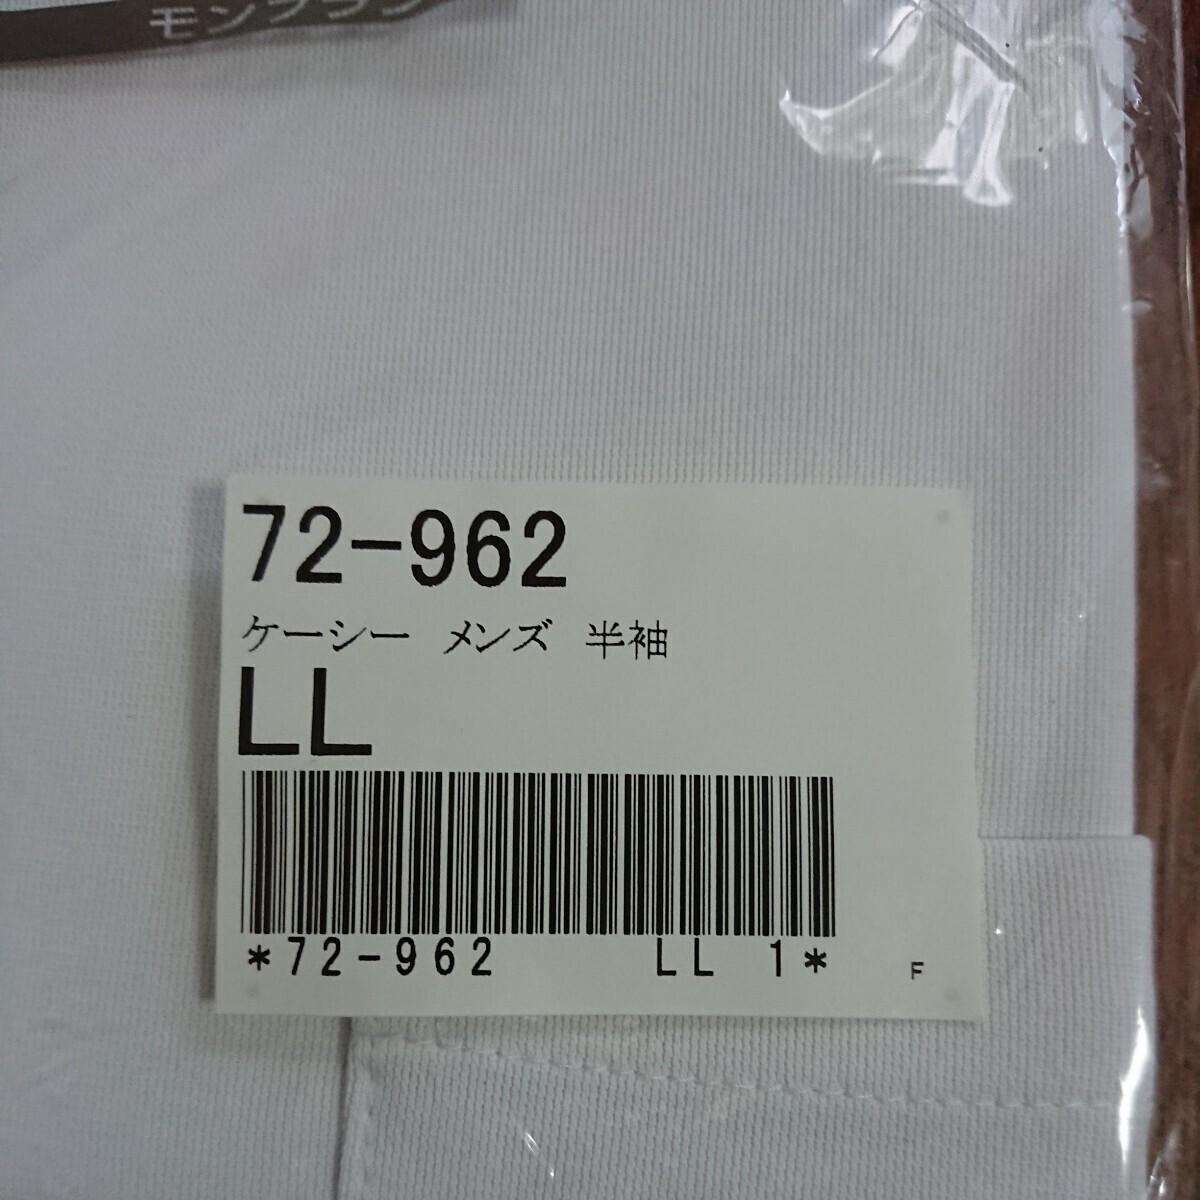 モンブラン
72-962
ケーシー メンズ 半袖
LL
*72-962 LL 1*
F